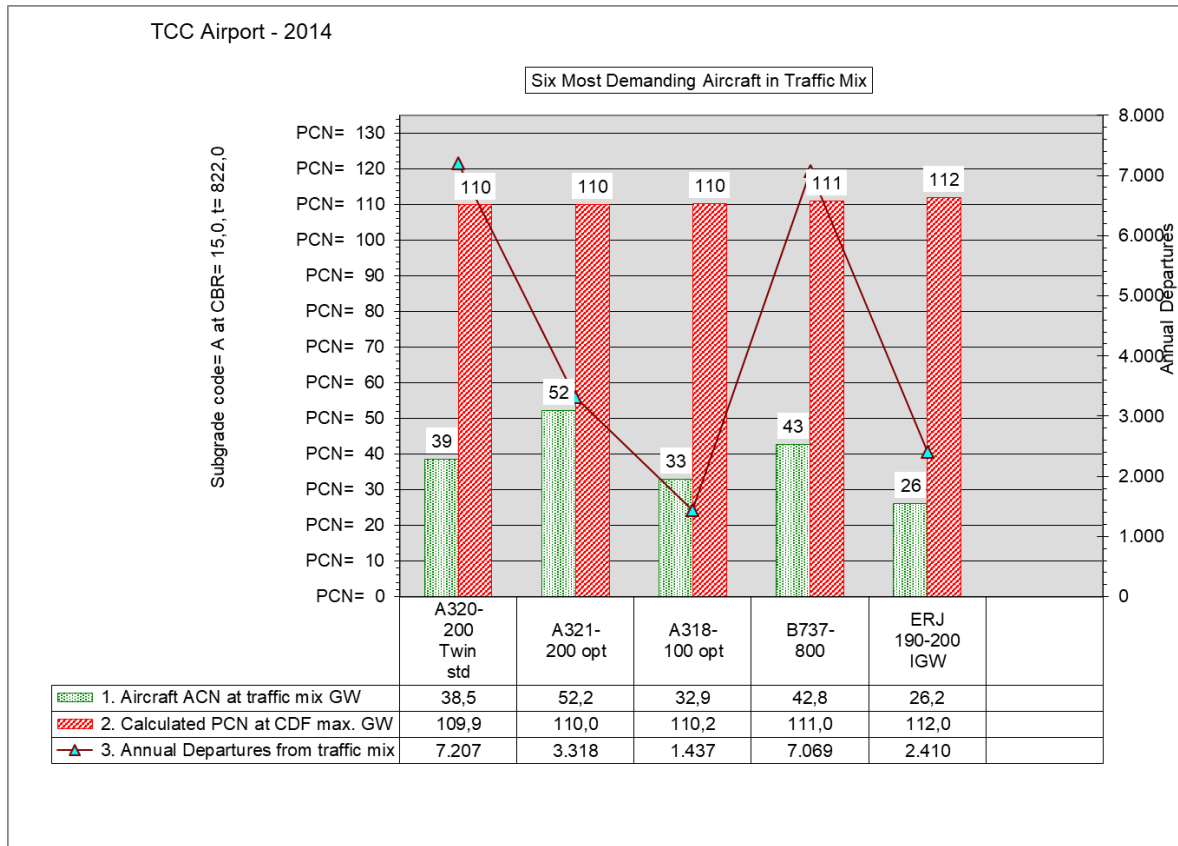 TCC Airport - 2014
Six Most Demanding Aircraft in Traffic Mix
Subgrade code= A at CBR= 15,0, t= 822,0
PCN= 130
PCN= 120
PCN= 110
PCN= 100
PCN= 90
PCN= 80
PCN= 70
PCN= 60
PCN= 50
PCN= 40
PCN= 30
PCN= 20
PCN= 10
PCN= 0
39
110
52
110
33
110
43
111
26
112
8.000
7.000
6.000
5.000
4.000
3.000
2.000
1.000
0
Annual Departures
A320-
200
Twin
std
A321-
200 opt
A318-
100 opt
B737-
800
ERJ
190-200
IGW
1. Aircraft ACN at traffic mix GW 38,5 52,2 32,9 42,8 26,2
2. Calculated PCN at CDF max. GW 109,9 110,0 110,2 111,0 112,0
3. Annual Departures from traffic mix 7.207 3.318 1.437 7.069 2.410